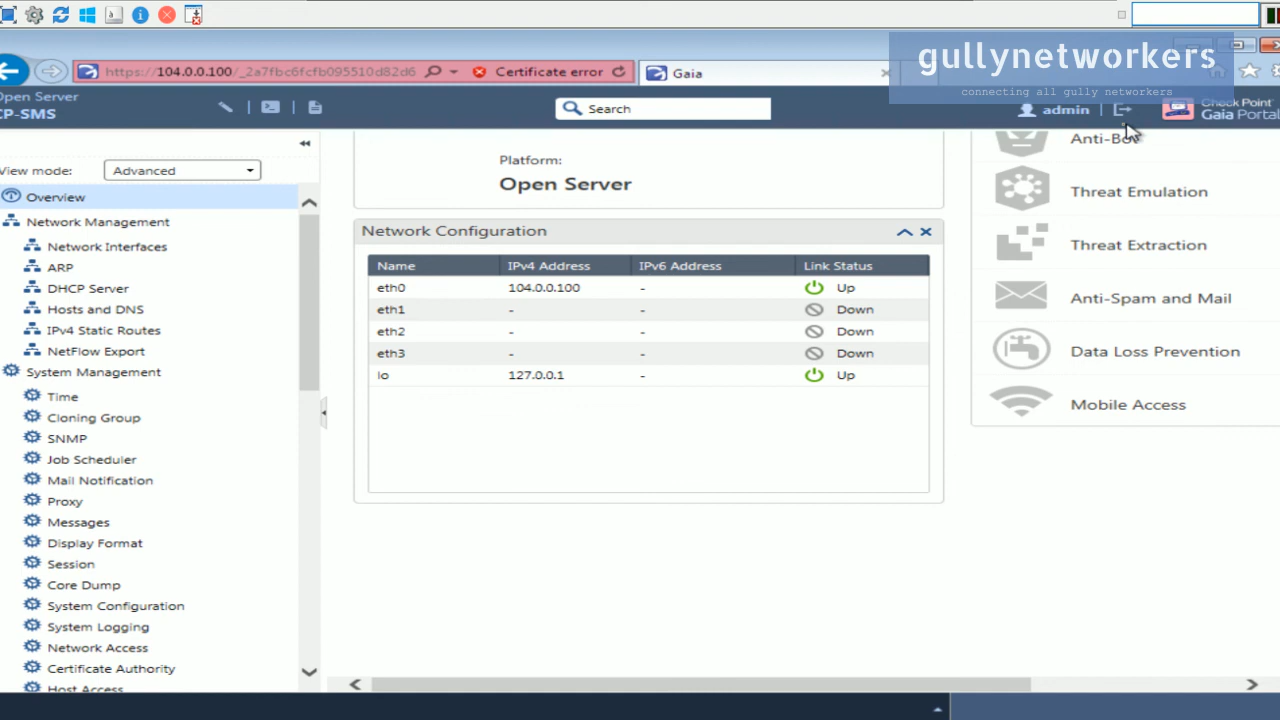 gullynetworkers
connecting all gully networkers
https://104.0.0.100/_2a7fbc6fcfb095510d82d6
Certificate error
Gaia
Open Server
CP-SMS
Search
admin
Check Point
Gaia Portal
View mode:
Advanced
Overview
Network Management
Network Interfaces
ARP
DHCP Server
Hosts and DNS
IPv4 Static Routes
NetFlow Export
System Management
Time
Cloning Group
SNMP
Job Scheduler
Mail Notification
Proxy
Messages
Display Format
Session
Core Dump
System Configuration
System Logging
Network Access
Certificate Authority
Host Access
Platform:
Open Server
Network Configuration
Name IPv4 Address IPv6 Address Link Status
eth0 104.0.0.100 - Up
eth1 - - Down
eth2 - - Down
eth3 - - Down
lo 127.0.0.1 - Up
Anti-Bot
Threat Emulation
Threat Extraction
Anti-Spam and Mail
Data Loss Prevention
Mobile Access